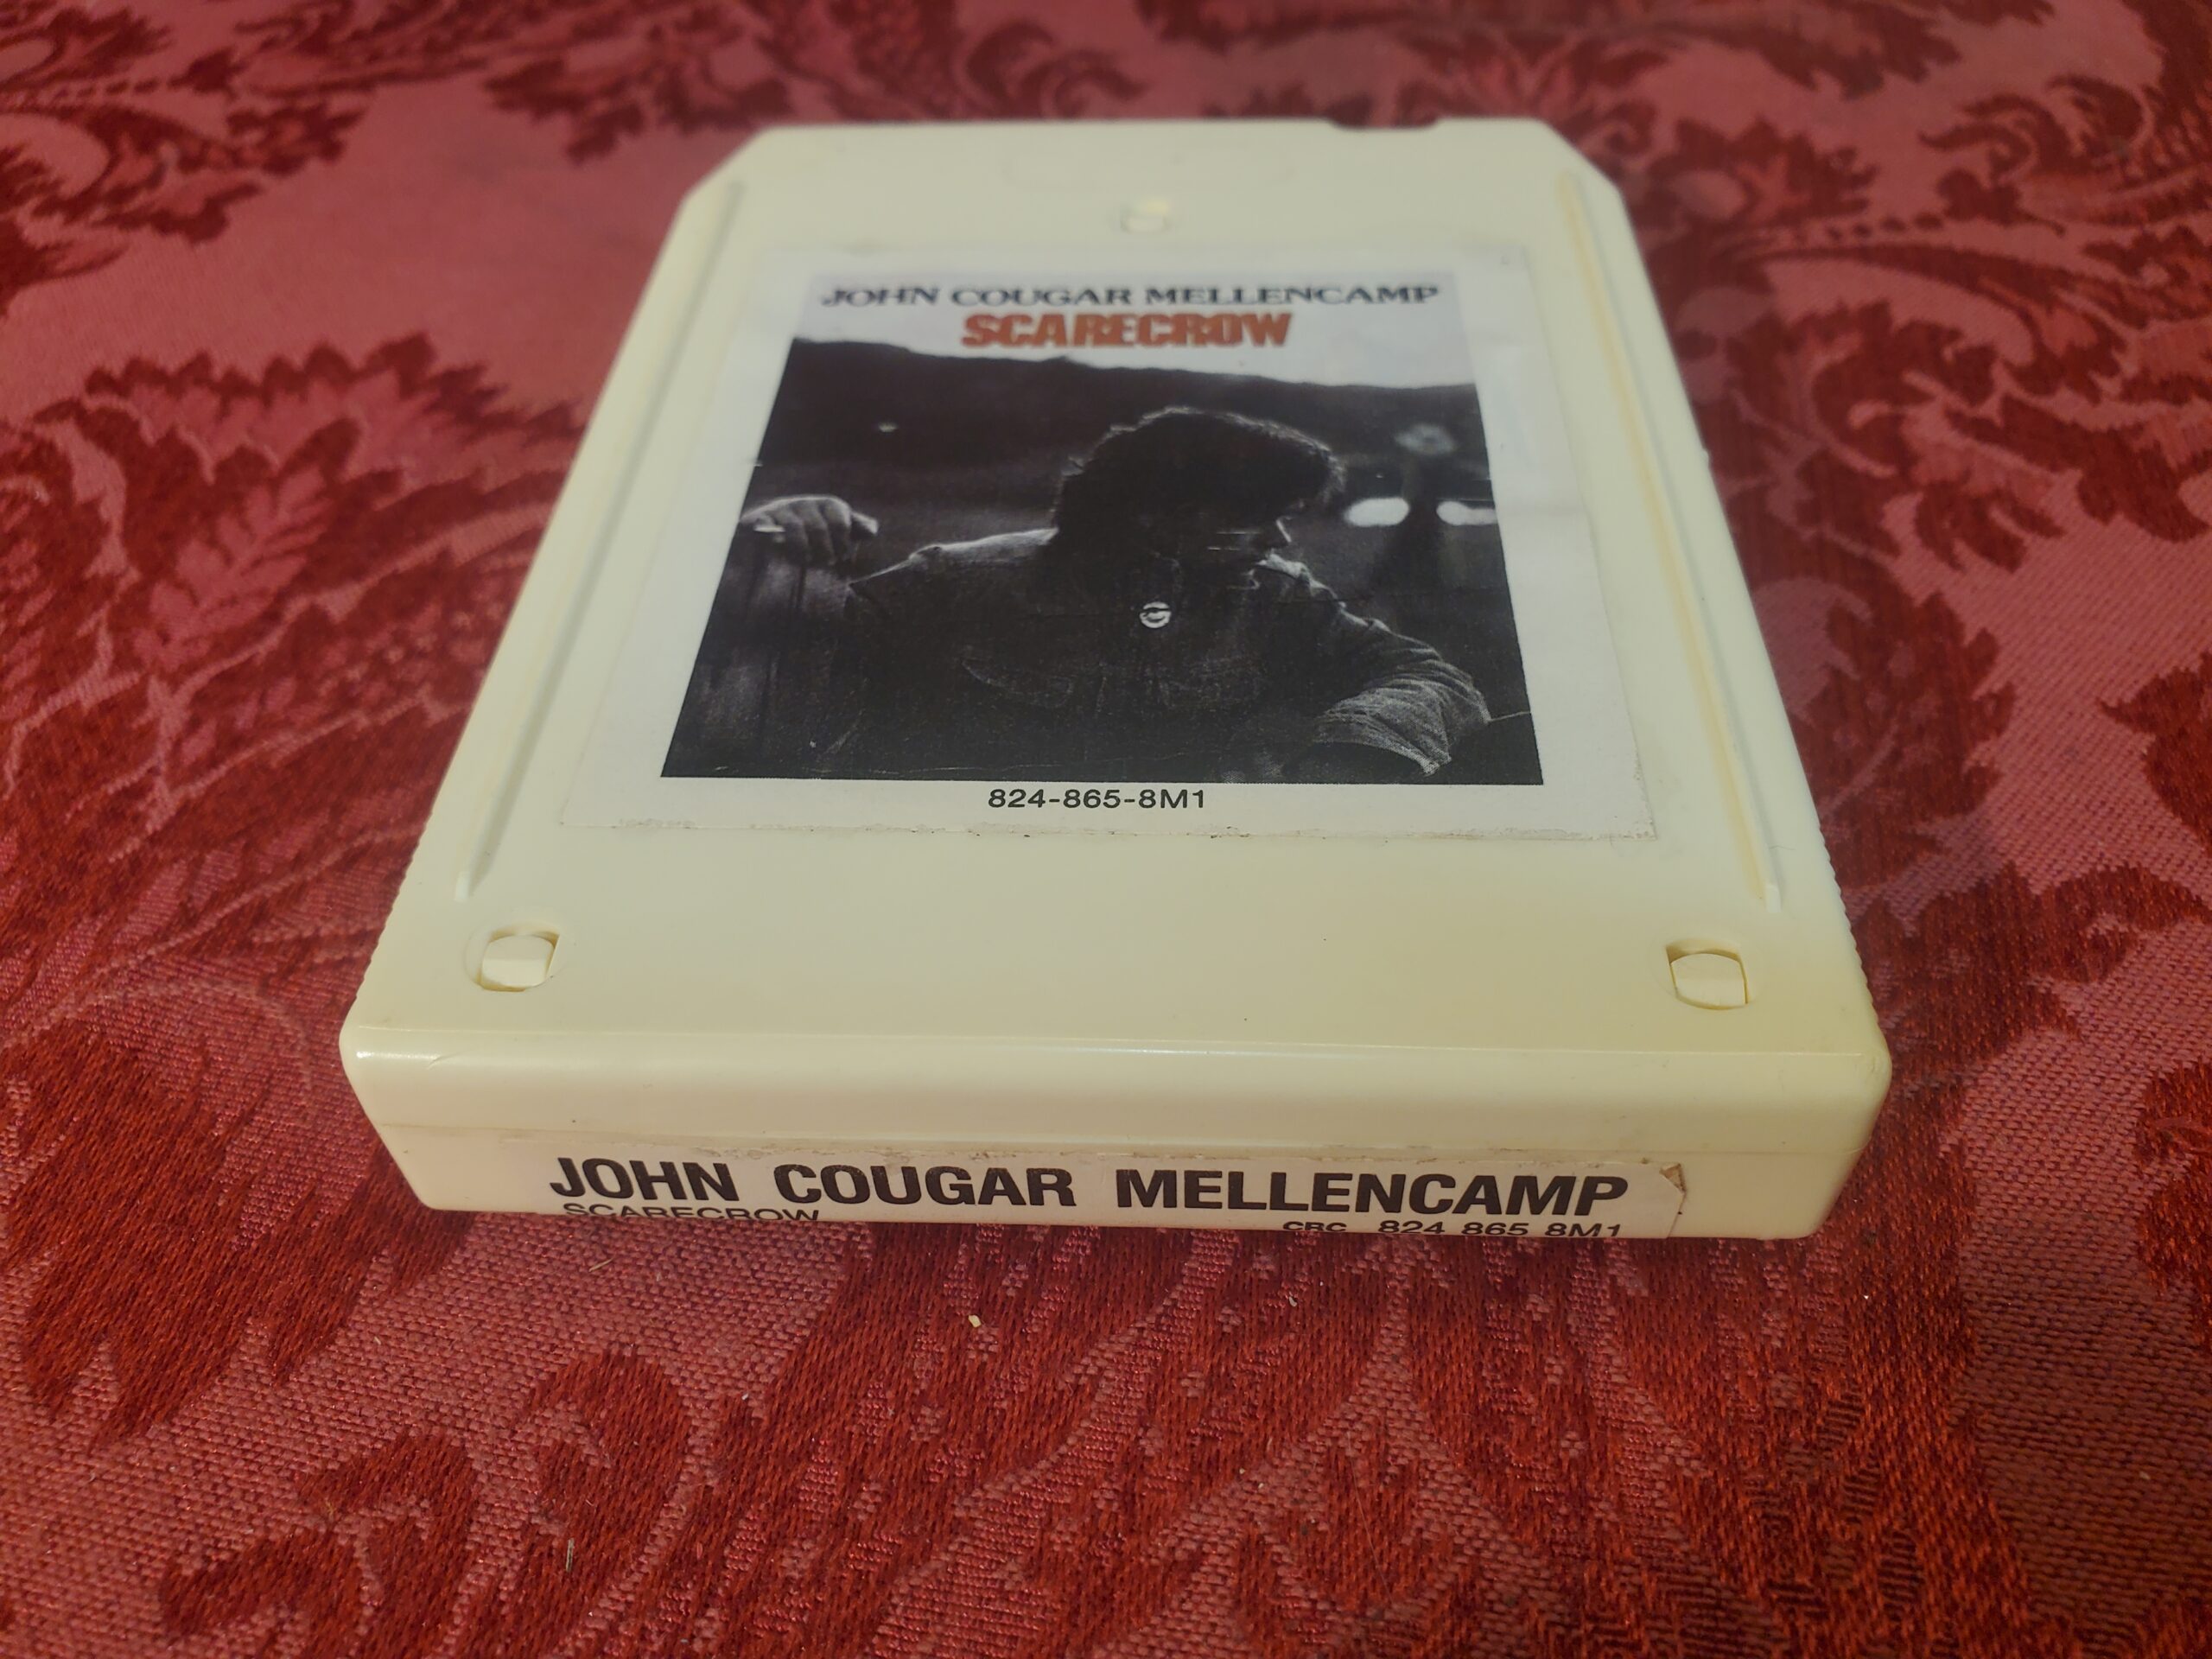 JOHN COUGAR MELLENCAMP
SCARECROW
824-865-8M1
JOHN COUGAR MELLENCAMP
SCARECROW CRC 824 865 8M1